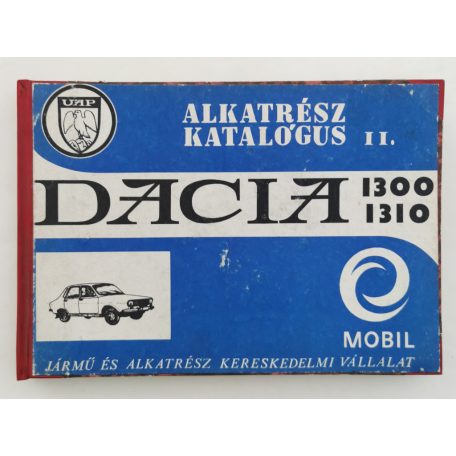 UAP
ALKATRÉSZ
KATALÓGUS II.
DACIA 1300
1310
MOBIL
JÁRMŰ ÉS ALKATRÉSZ KERESKEDELMI VÁLLALAT